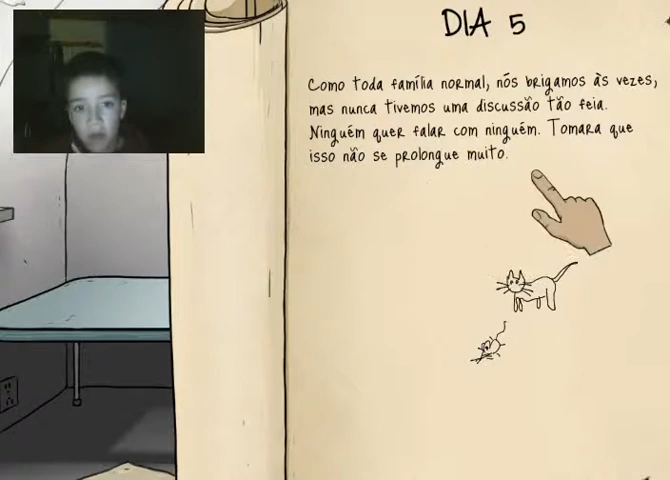 DIA 5
Como toda família normal, nós brigamos às vezes,
mas nunca tivemos uma discussão tão feia.
Ninguém quer falar com ninguém. Tomara que
isso não se prolongue muito.